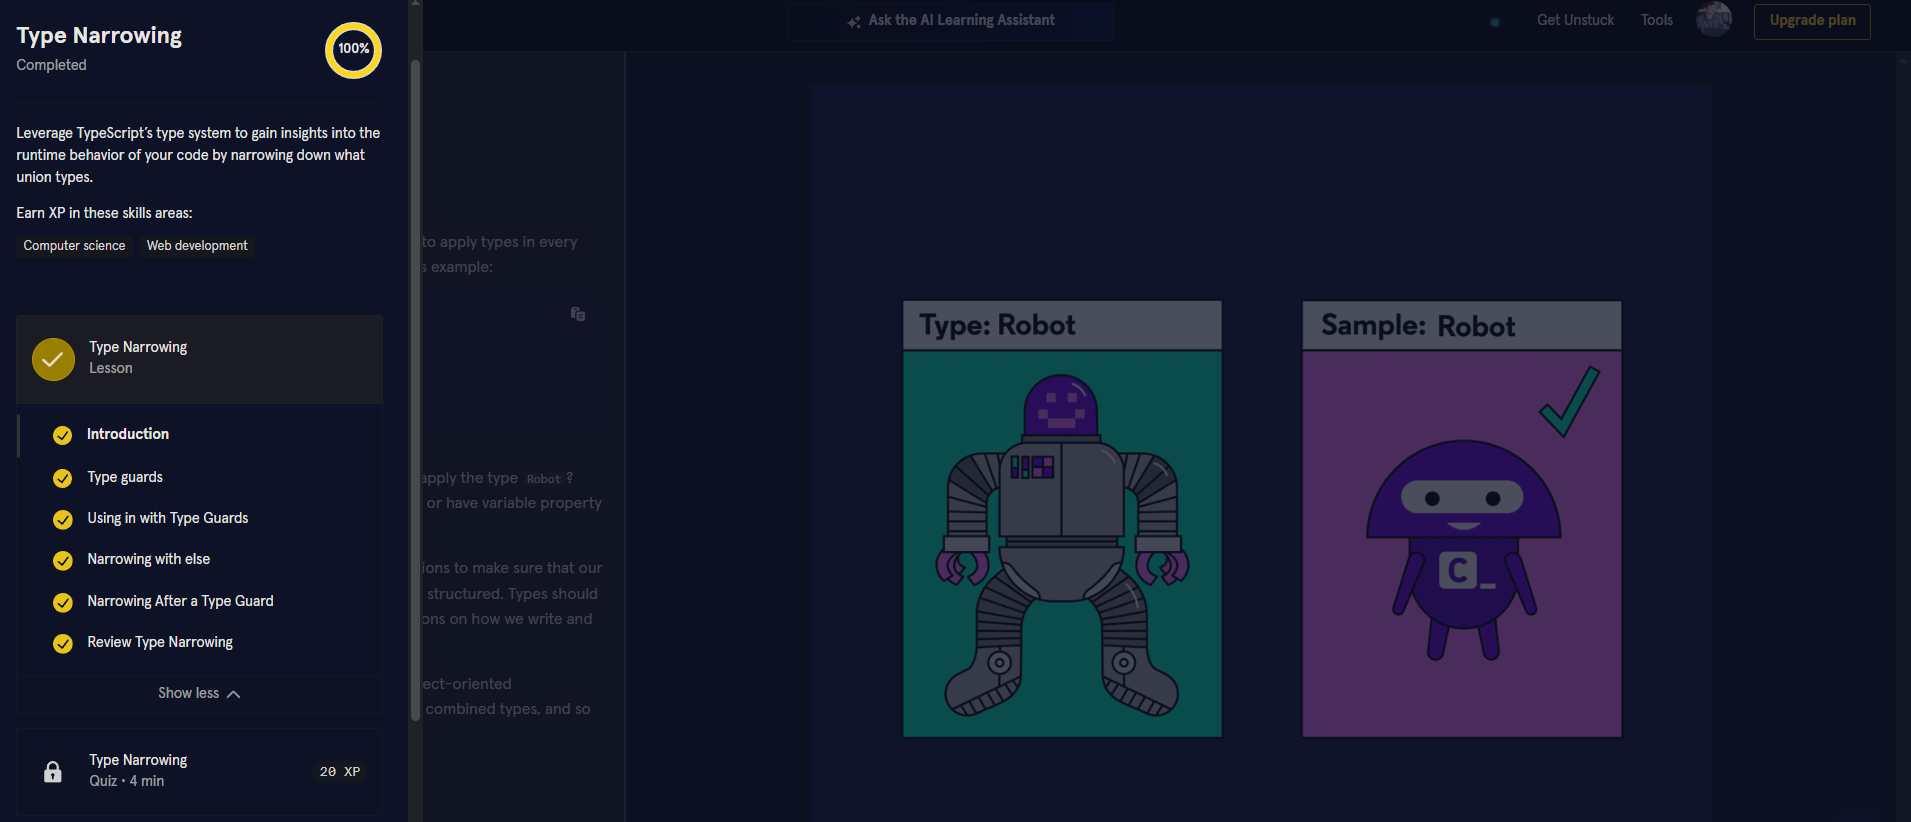 Type Narrowing
100%
Completed
Leverage TypeScript's type system to gain insights into the
runtime behavior of your code by narrowing down what
union types.
Earn XP in these skills areas:
Computer science
Web development
Type Narrowing
Lesson
Introduction
Type guards
Using in with Type Guards
Narrowing with else
Narrowing After a Type Guard
Review Type Narrowing
Show less
Type Narrowing
Quiz • 4 min
20 XP
Ask the AI Learning Assistant
Get Unstuck
Tools
Upgrade plan
to apply types in every
example:
apply the type Robot ?
or have variable property
to make sure that our
structured. Types should
on how we write and
combined types, and so
Type: Robot
Sample: Robot
C_